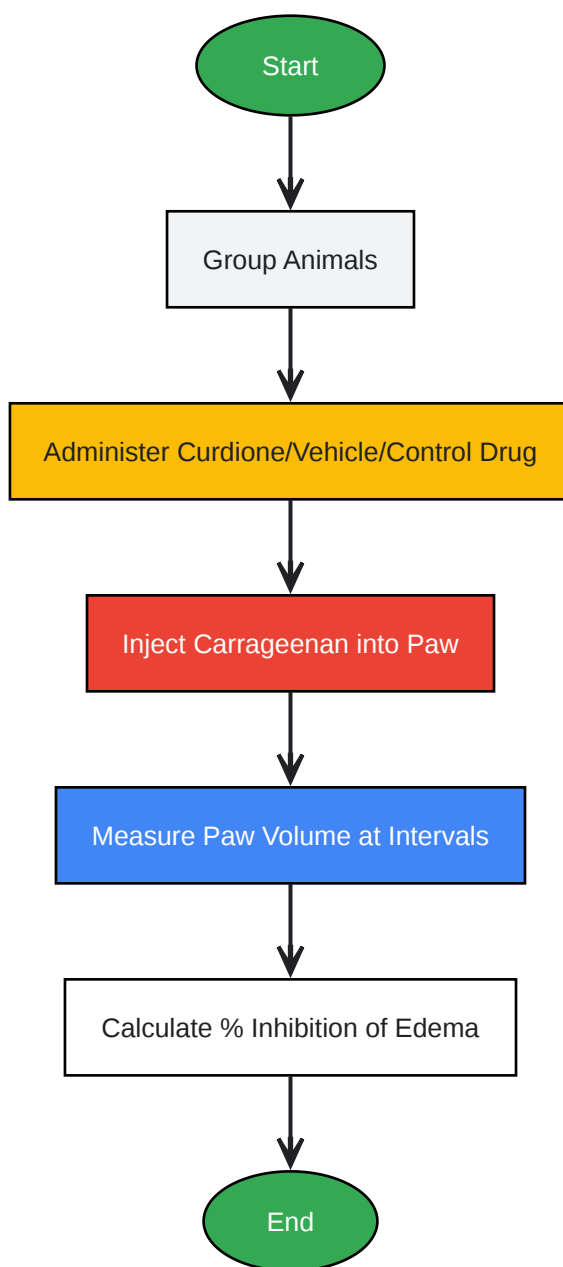 Start
Group Animals
Administer Curdione/Vehicle/Control Drug
Inject Carrageenan into Paw
Measure Paw Volume at Intervals
Calculate % Inhibition of Edema
End